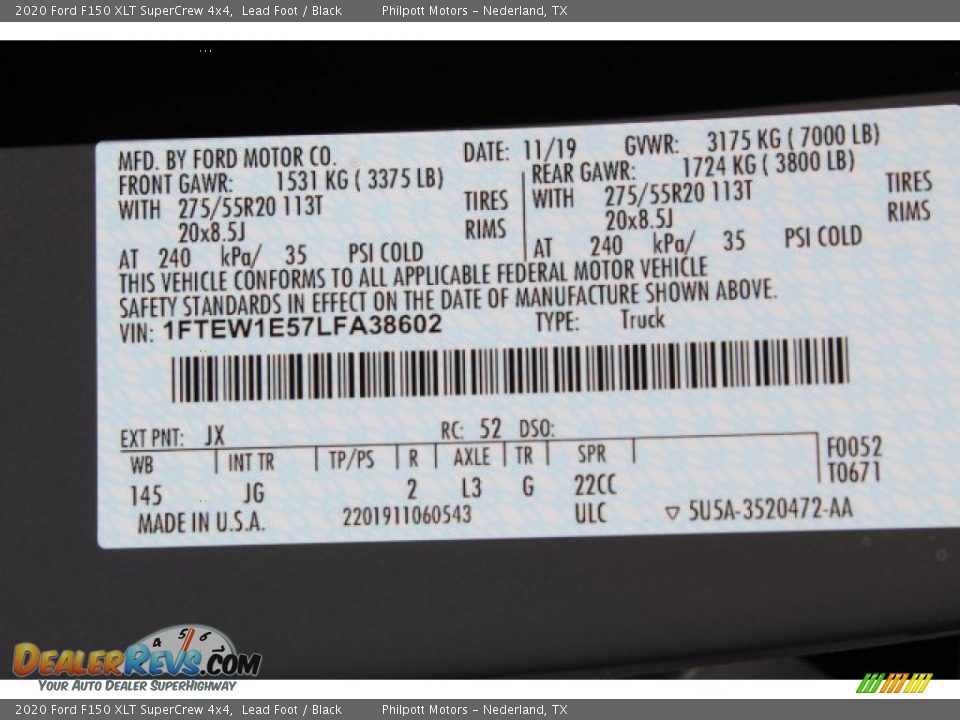 2020 Ford F150 XLT SuperCrew 4x4, Lead Foot / Black Philpott Motors - Nederland, TX
MFD. BY FORD MOTOR CO. DATE: 11/19 GVWR: 3175 KG ( 7000 LB)
FRONT GAWR: 1531 KG ( 3375 LB) REAR GAWR: 1724 KG ( 3800 LB)
WITH 275/55R20 113T TIRES WITH 275/55R20 113T TIRES
20x8.5J RIMS 20x8.5J RIMS
AT 240 kPa/ 35 PSI COLD AT 240 kPa/ 35 PSI COLD
THIS VEHICLE CONFORMS TO ALL APPLICABLE FEDERAL MOTOR VEHICLE
SAFETY STANDARDS IN EFFECT ON THE DATE OF MANUFACTURE SHOWN ABOVE.
VIN: 1FTEW1E57LFA38602 TYPE: Truck
EXT PNT: JX RC: 52 DSO:
WB INT TR TP/PS R AXLE TR SPR F0052
T0671
145 JG 2 L3 G 22CC
MADE IN U.S.A. 2201911060543 ULC ▽ 5U5A-3520472-AA
4 5 6
DEALERREVS.COM
YOUR AUTO DEALER SUPERHIGHWAY
2020 Ford F150 XLT SuperCrew 4x4, Lead Foot / Black Philpott Motors - Nederland, TX